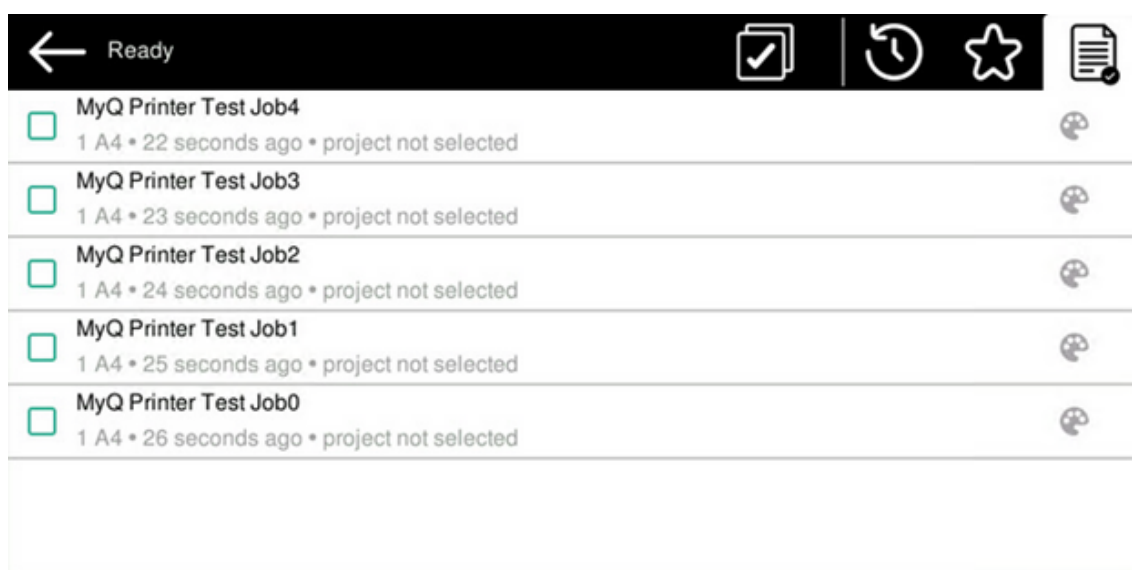 Ready
MyQ Printer Test Job4
1 A4 • 22 seconds ago • project not selected
MyQ Printer Test Job3
1 A4 • 23 seconds ago • project not selected
MyQ Printer Test Job2
1 A4 • 24 seconds ago • project not selected
MyQ Printer Test Job1
1 A4 • 25 seconds ago • project not selected
MyQ Printer Test Job0
1 A4 • 26 seconds ago • project not selected